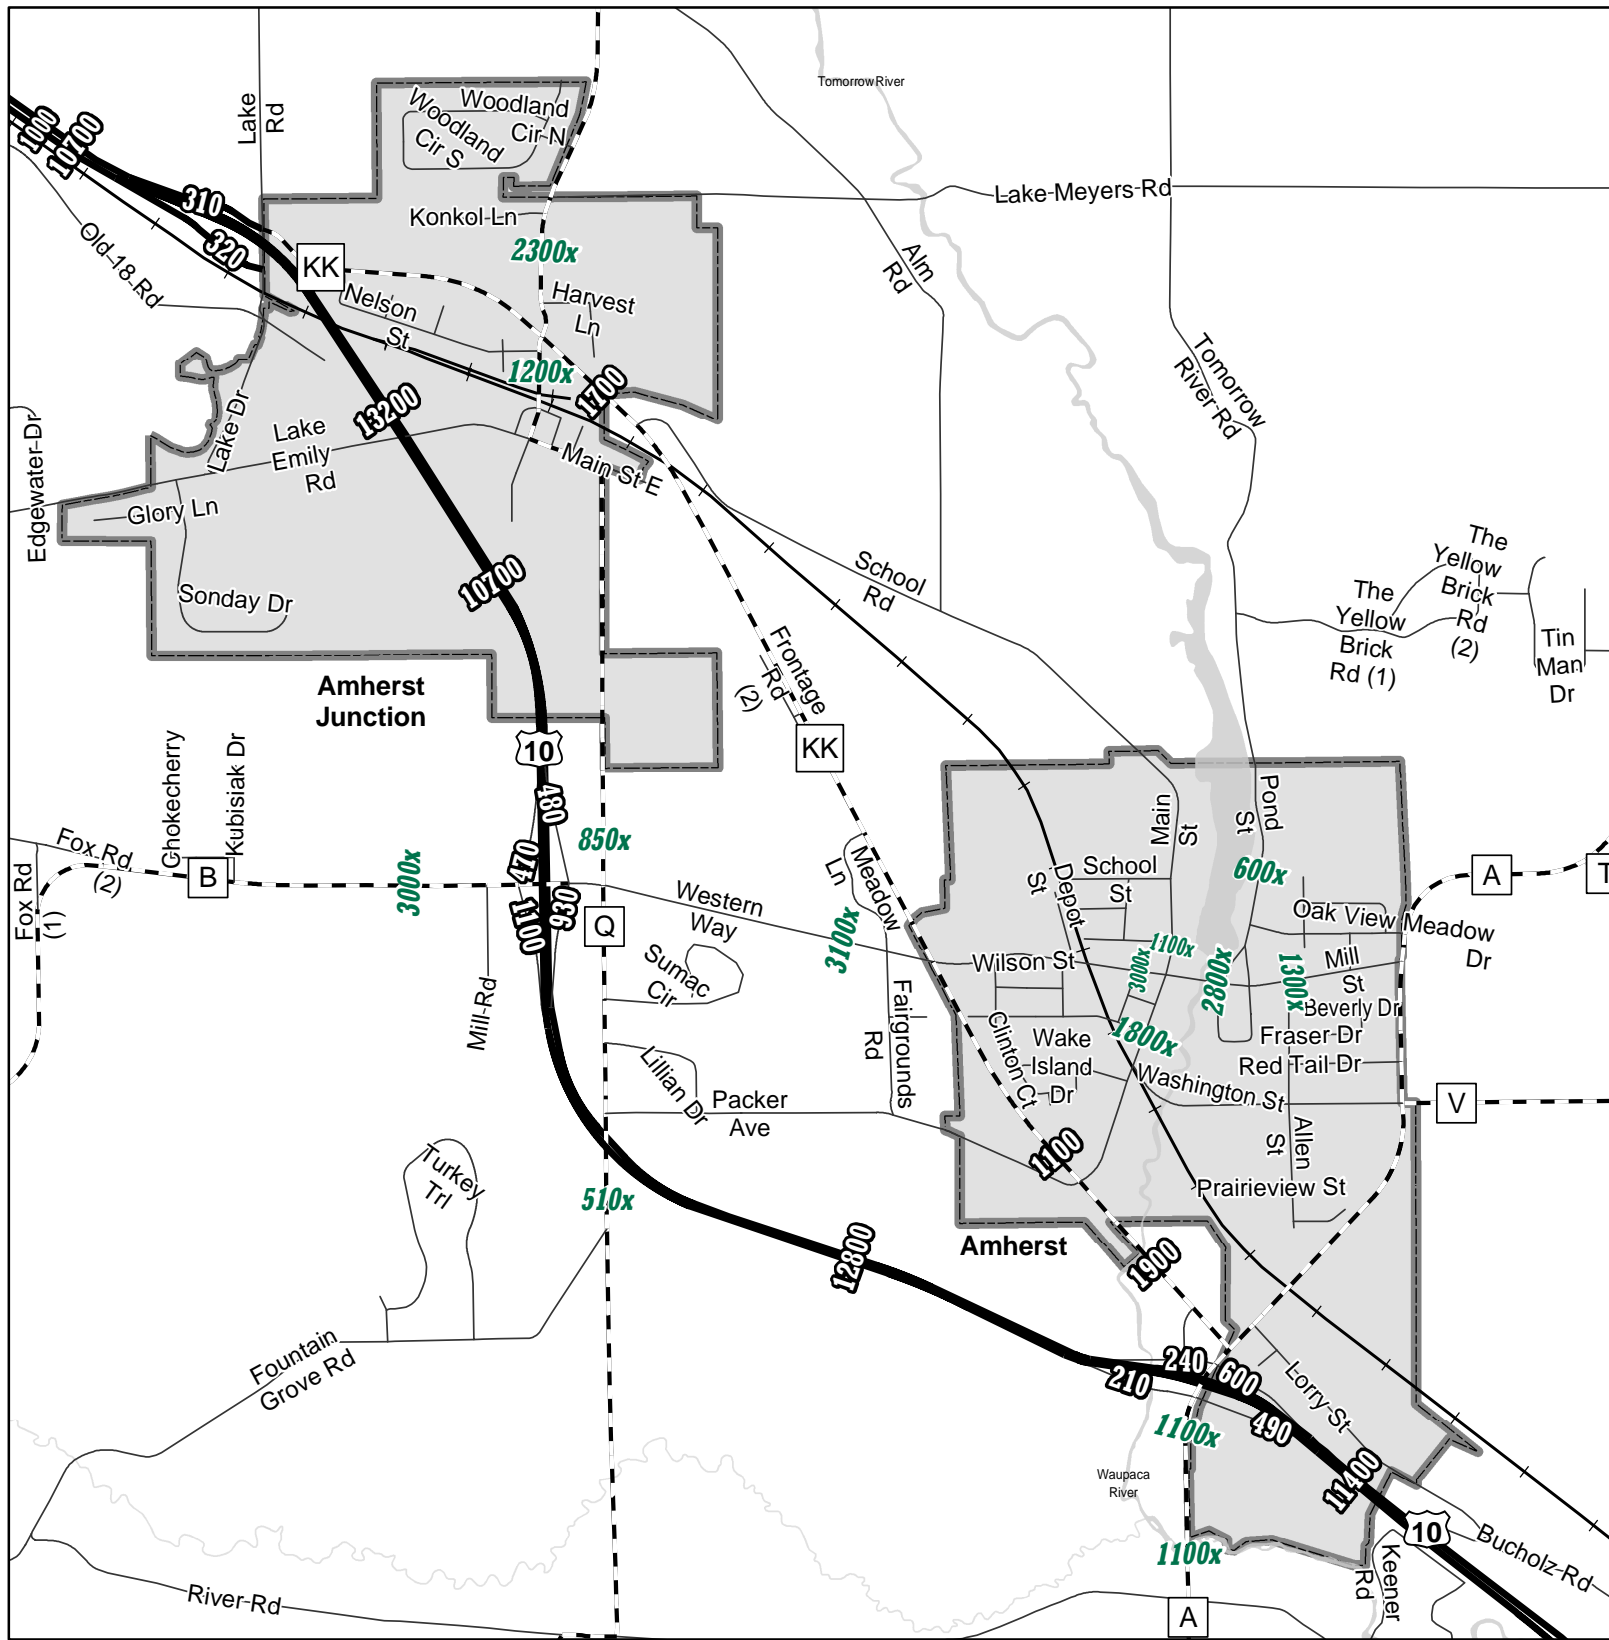 Tomorrow River
Woodland
Cir N
Woodland
Cir S
Lake
Rd
1000
10700
310
320
Lake Meyers Rd
Konkol Ln
2300x
Old 18 Rd
KK
Alm
Rd
Nelson
St
Harvest
Ln
1200x
1700
Tomorrow
River Rd
13200
Lake Dr
Lake
Emily
Rd
Main St E
Edgewater Dr
Glory Ln
10700
Sonday Dr
School
Rd
The
Yellow
Brick
Rd
(2)
The
Yellow
Brick
Rd (1)
Tin
Man
Dr
Frontage
Rd
(2)
Amherst
Junction
10
KK
Chokecherry
Kubisiak Dr
480
850x
Main
St
Pond
St
Fox Rd
(2)
Fox Rd
(1)
B
3000x
470
1100
930
Q
Western
Way
Meadow
Ln
3100x
School
St
Depot
St
600x
A
T
Oak View Meadow
Dr
Wilson St
3000x
1100x
2800x
1300x
Mill
St
Beverly Dr
Fraser Dr
Red Tail Dr
Sumac
Cir
Mill Rd
Fairgrounds
Rd
Clinton Ct
Wake
Island
Dr
1800x
Washington St
V
Lillian Dr
Packer
Ave
1100
Allen
St
Prairieview St
Turkey
Trl
510x
Amherst
1900
12800
Fountain
Grove Rd
240
600
210
490
1100x
Lorry St
11400
Waupaca
River
10
Bucholz Rd
Keener
Rd
1100x
River Rd
A